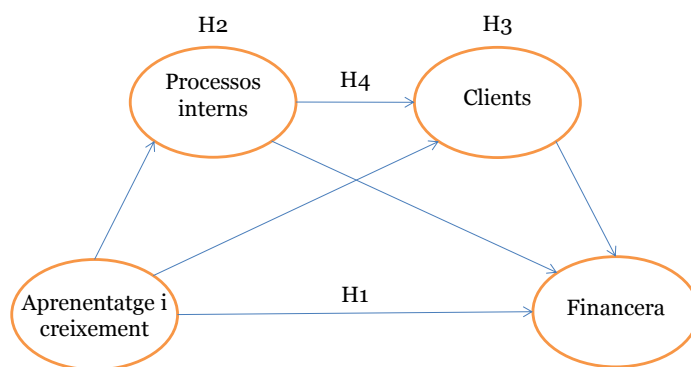 H2
H3
Processos
interns
H4
Clients
Aprenentatge i
creixement
H1
Financera